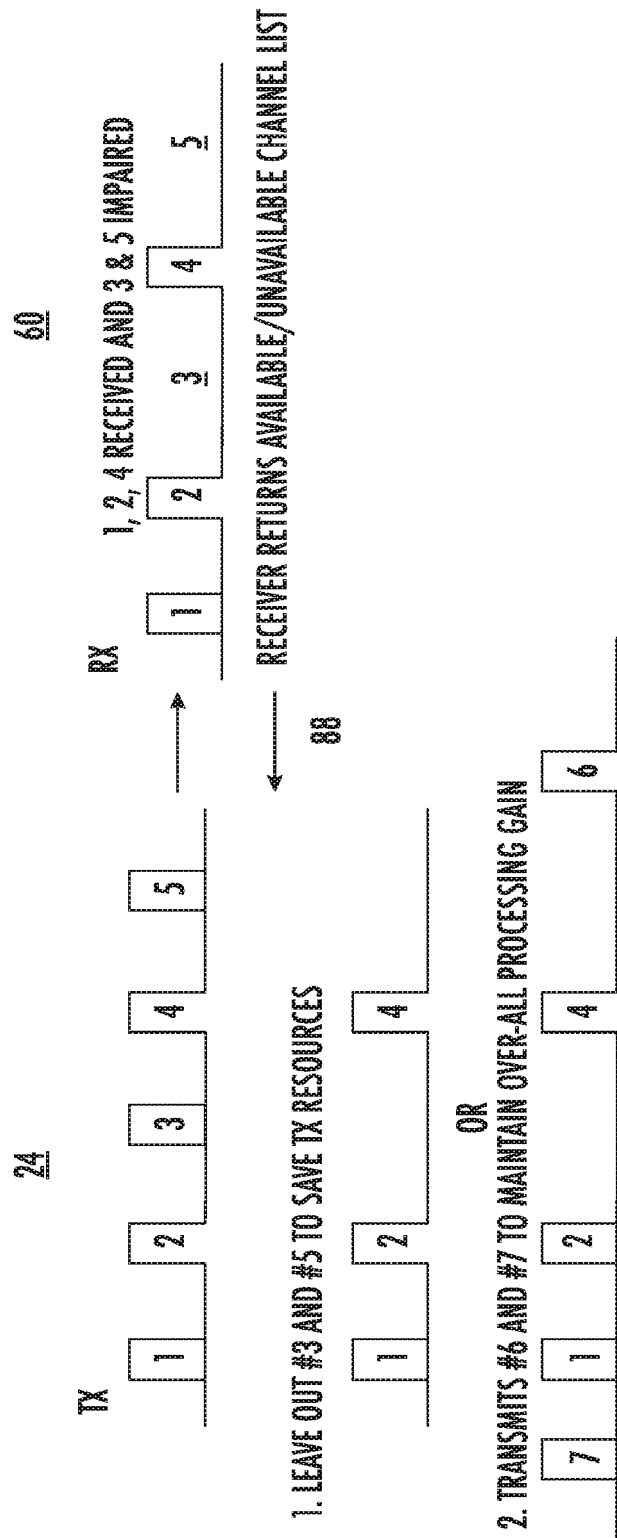 24
60
TX
1 2 3 4 5
RX
1, 2, 4 RECEIVED AND 3 & 5 IMPAIRED
1 2 3 4 5
88
RECEIVER RETURNS AVAILABLE/UNAVAILABLE CHANNEL LIST
1. LEAVE OUT #3 AND #5 TO SAVE TX RESOURCES
1 2 4
OR
2. TRANSMITS #6 AND #7 TO MAINTAIN OVER-ALL PROCESSING GAIN
7 1 2 4 6